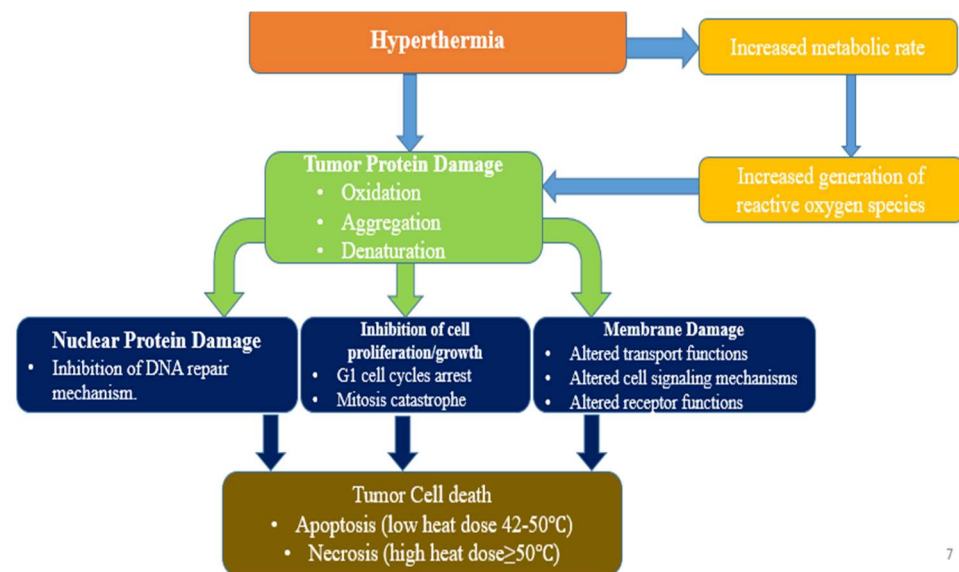 Hyperthermia
Increased metabolic rate
Tumor Protein Damage
• Oxidation
• Aggregation
• Denaturation
Increased generation of
reactive oxygen species
Nuclear Protein Damage
• Inhibition of DNA repair
mechanism.
Inhibition of cell
proliferation/growth
• G1 cell cycles arrest
• Mitosis catastrophe
Membrane Damage
• Altered transport functions
• Altered cell signaling mechanisms
• Altered receptor functions
Tumor Cell death
• Apoptosis (low heat dose 42-50℃)
• Necrosis (high heat dose≥50℃)
7